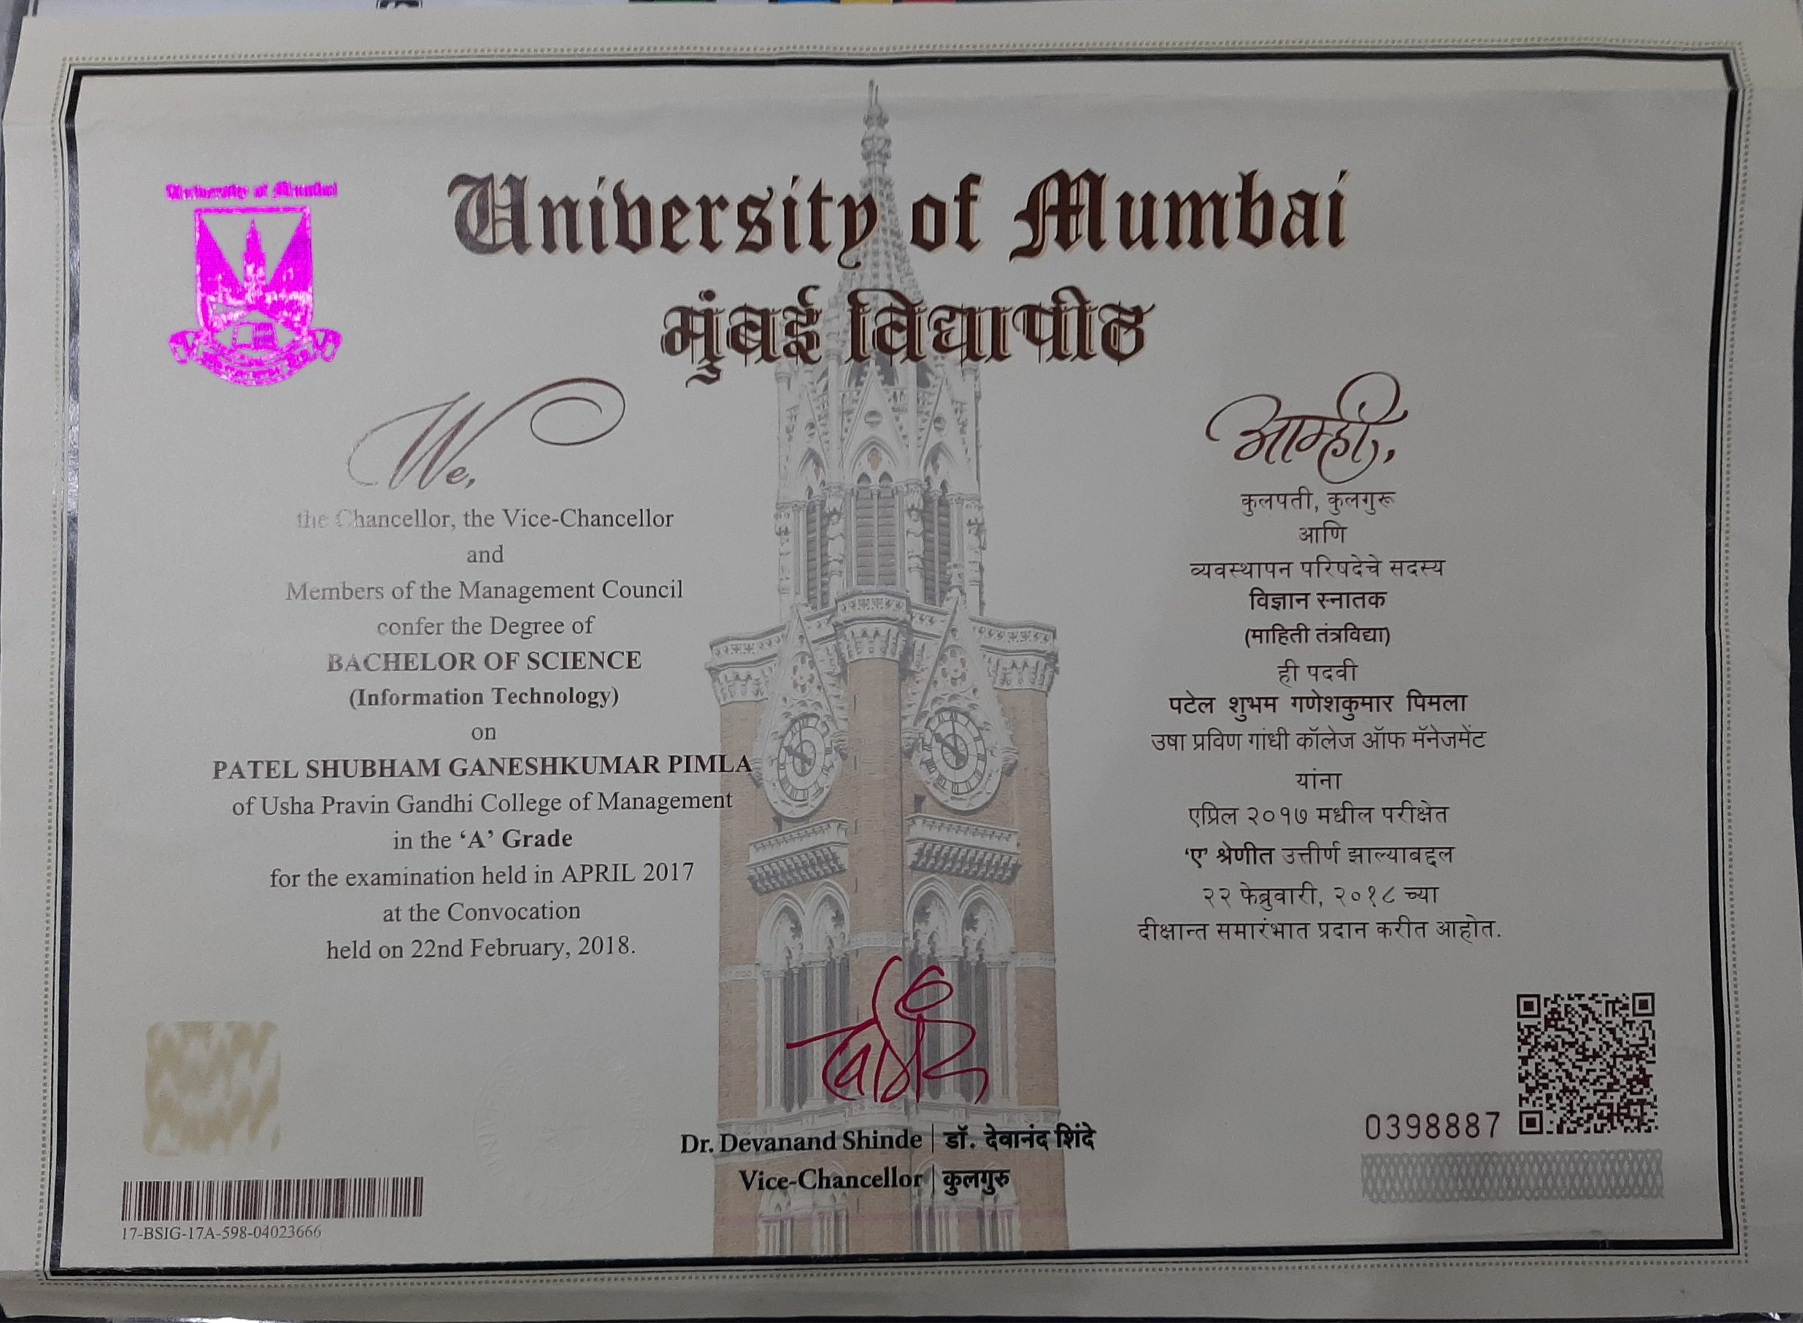 University of Mumbai
University of Mumbai
मुंबई विद्यापीठ
We,
the Chancellor, the Vice-Chancellor
and
Members of the Management Council
confer the Degree of
BACHELOR OF SCIENCE
(Information Technology)
on
PATEL SHUBHAM GANESHKUMAR PIMLA
of Usha Pravin Gandhi College of Management
in the ‘A’ Grade
for the examination held in APRIL 2017
at the Convocation
held on 22nd February, 2018.
आम्ही,
कुलपती, कुलगुरू
आणि
व्यवस्थापन परिषदेचे सदस्य
विज्ञान स्नातक
(माहिती तंत्रविद्या)
ही पदवी
पटेल शुभम गणेशकुमार पिमला
उषा प्रविण गांधी कॉलेज ऑफ मॅनेजमेंट
यांना
एप्रिल २०१७ मधील परीक्षेत
‘ए’ श्रेणीत उत्तीर्ण झाल्याबद्दल
२२ फेब्रुवारी, २०१८ च्या
दीक्षान्त समारंभात प्रदान करीत आहोत.
Dr. Devanand Shinde | डॉ. देवानंद शिंदे
Vice-Chancellor | कुलगुरु
0398887
17-BSIG-17A-598-04023666